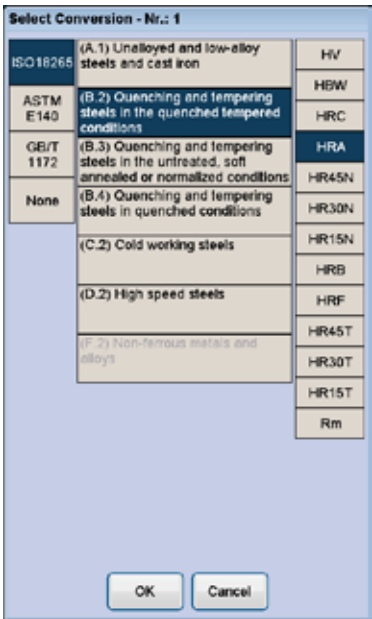 Select Conversion - Nr.: 1
ISO18265
ASTM
E140
GB/T
1172
None
(A.1) Unalloyed and low-alloy
steels and cast iron
(B.2) Quenching and tempering
steels in the quenched tempered
conditions
(B.3) Quenching and tempering
steels in the untreated, soft
annealed or normalized conditions
(B.4) Quenching and tempering
steels in quenched conditions
(C.2) Cold working steels
(D.2) High speed steels
(F.2) Non-ferrous metals and
alloys
HV
HBW
HRC
HRA
HR45N
HR30N
HR15N
HRB
HRF
HR45T
HR30T
HR15T
Rm
OK
Cancel